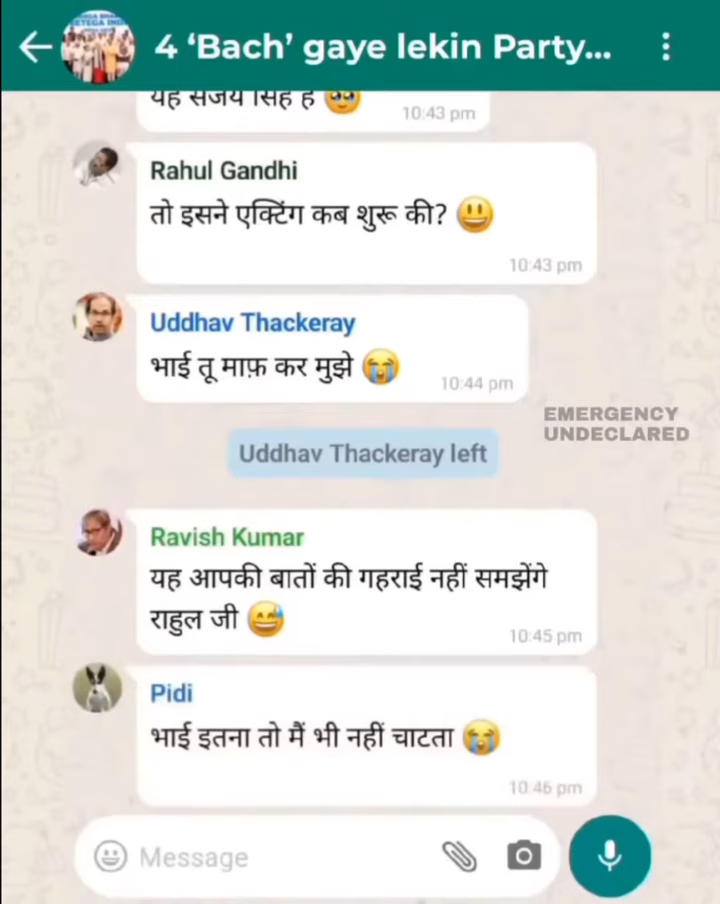 4 ‘Bach’ gaye lekin Party...
यह संजय सिंह है 🥹
10:43 pm
Rahul Gandhi
तो इसने एक्टिंग कब शुरू की? 😃
10:43 pm
Uddhav Thackeray
भाई तू माफ़ कर मुझे 😭
10:44 pm
EMERGENCY
UNDECLARED
Uddhav Thackeray left
Ravish Kumar
यह आपकी बातों की गहराई नहीं समझेंगे
राहुल जी 😅
10:45 pm
Pidi
भाई इतना तो मैं भी नहीं चाटता 😭
10:46 pm
Message